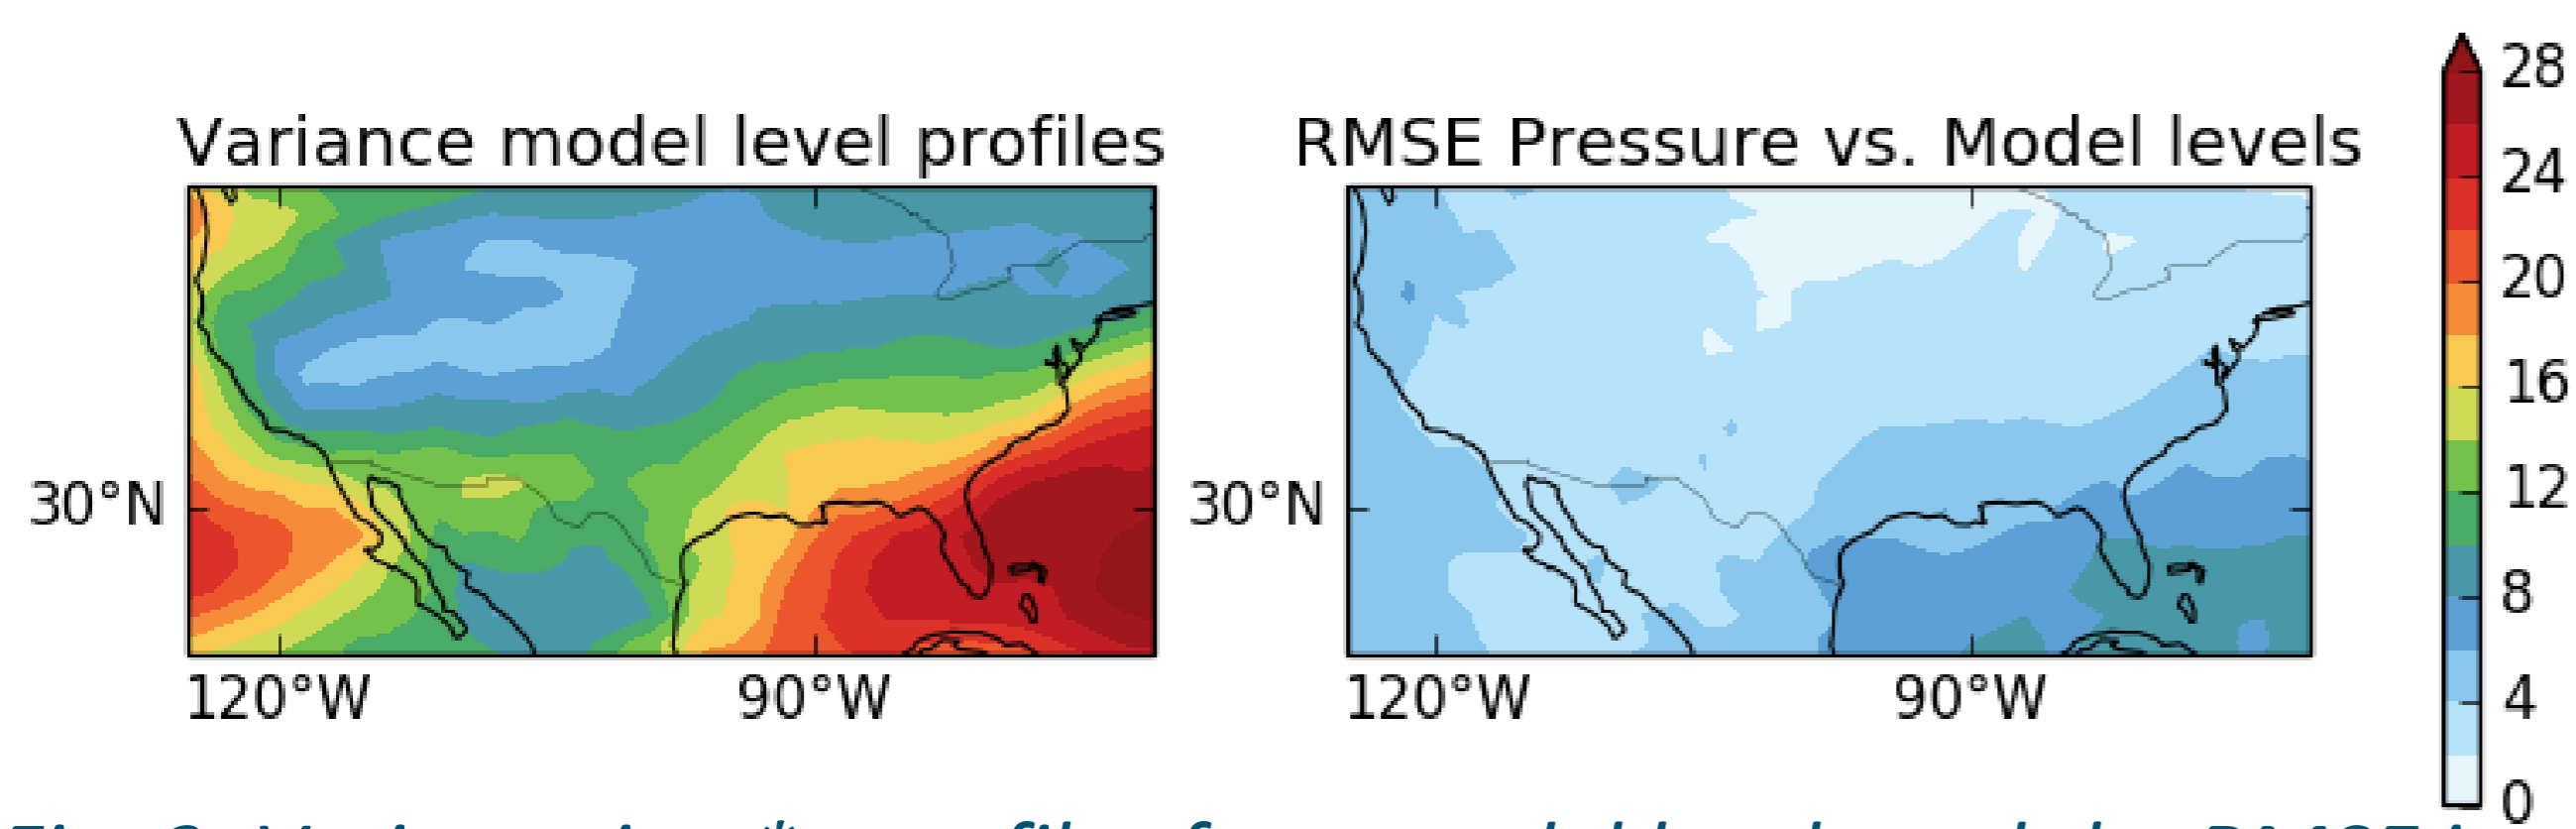 Variance model level profiles
RMSE Pressure vs. Model levels
30°N
120°W
90°W
30°N
120°W
90°W
28
24
20
16
12
8
4
0